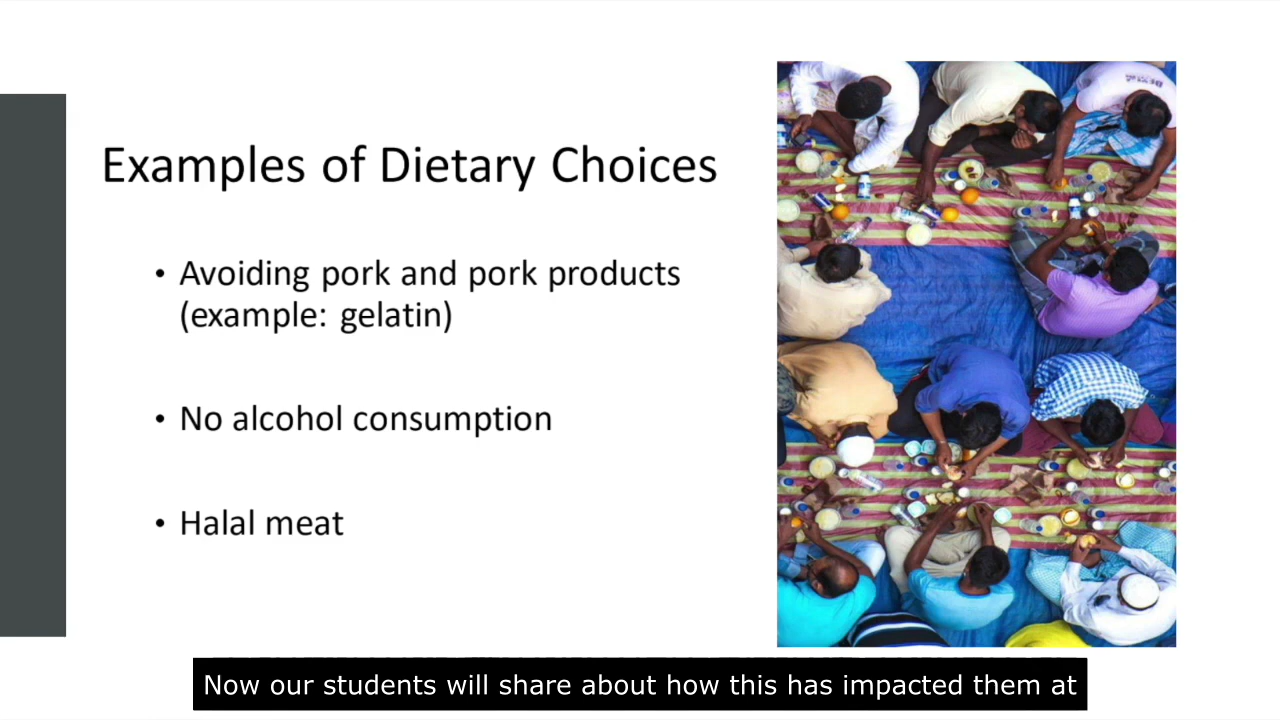 Examples of Dietary Choices
• Avoiding pork and pork products
(example: gelatin)
• No alcohol consumption
• Halal meat
Now our students will share about how this has impacted them at